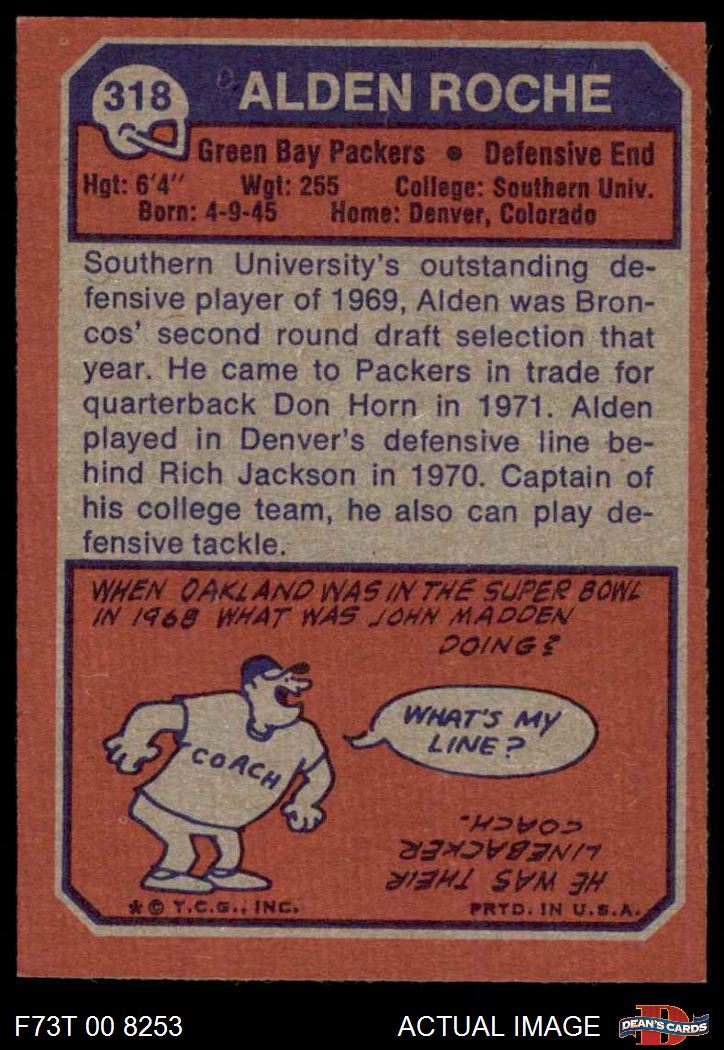 318
ALDEN ROCHE
Green Bay Packers • Defensive End
Hgt: 6'4" Wgt: 255 College: Southern Univ.
Born: 4-9-45 Home: Denver, Colorado
Southern University's outstanding de-
fensive player of 1969, Alden was Bron-
cos' second round draft selection that
year. He came to Packers in trade for
quarterback Don Horn in 1971. Alden
played in Denver's defensive line be-
hind Rich Jackson in 1970. Captain of
his college team, he also can play de-
fensive tackle.
WHEN OAKLAND WAS IN THE SUPER BOWL
IN 1968 WHAT WAS JOHN MADDEN
DOING?
COACH
WHAT'S MY
LINE?
HE WAS THEIR
LINEBACKER
COACH.
* © T.C.G., INC. PRTD. IN U.S.A.
F73T 00 8253 ACTUAL IMAGE
D
DEAN'S CARDS